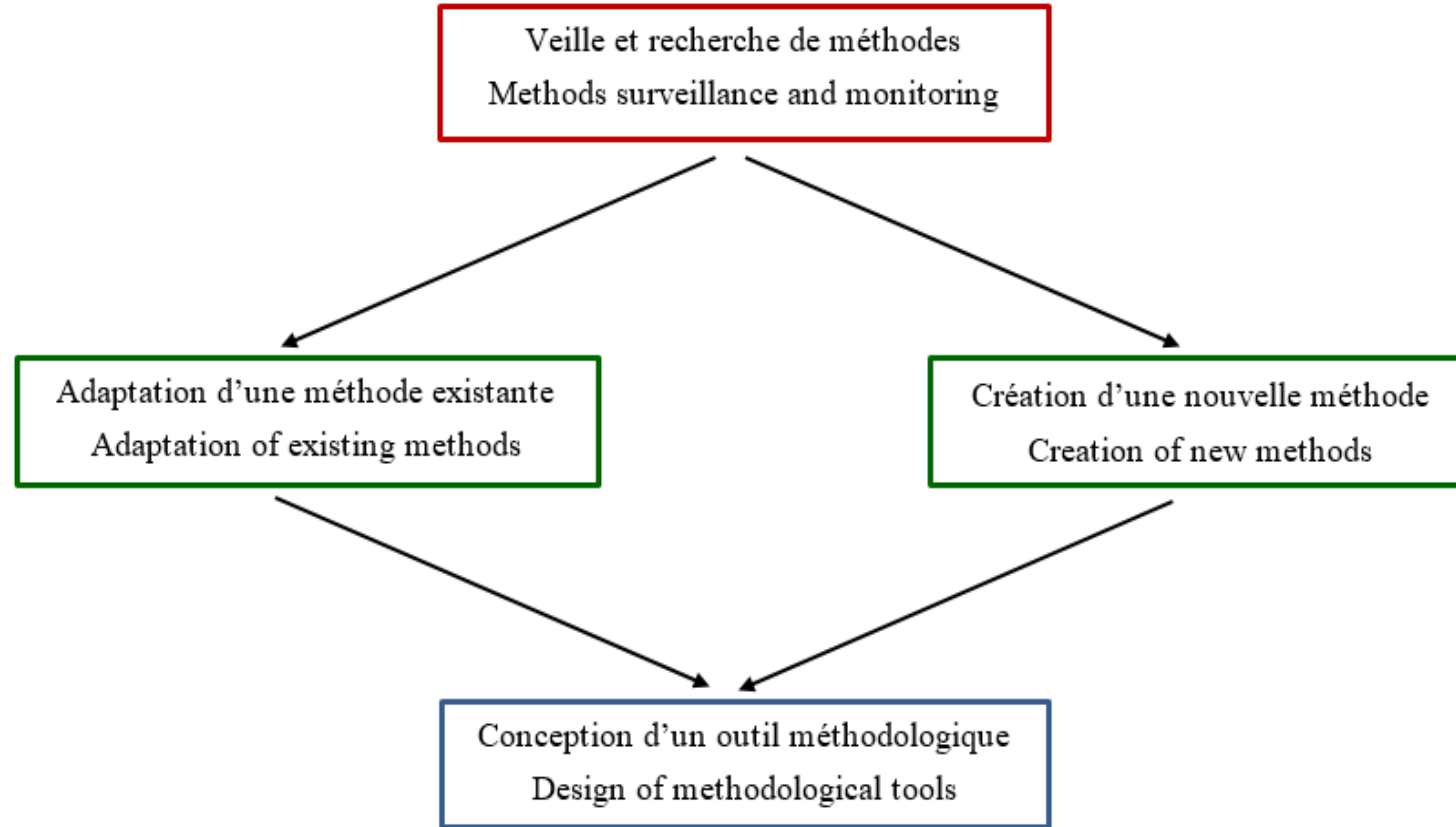 Veille et recherche de méthodes
Methods surveillance and monitoring
Adaptation d’une méthode existante
Adaptation of existing methods
Création d’une nouvelle méthode
Creation of new methods
Conception d’un outil méthodologique
Design of methodological tools